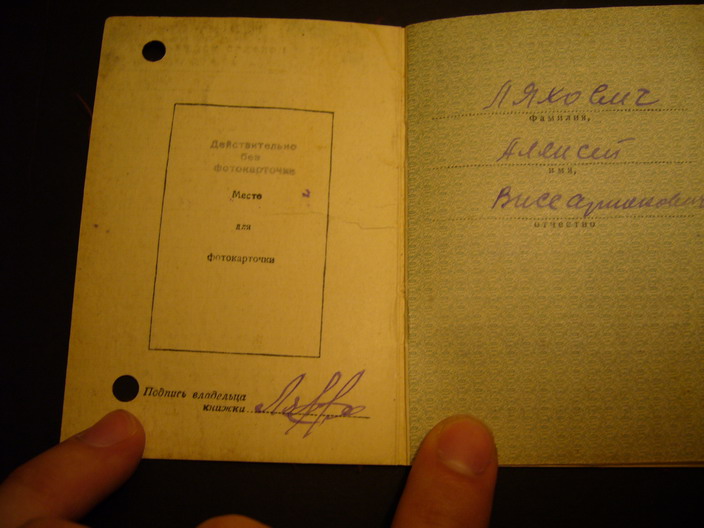 Действительно
без
фотокарточки
Место
для
фотокарточки
Подпись владельца
книжки
Ляхович
фамилия,
Алексей
имя,
Виссарионович
отчество